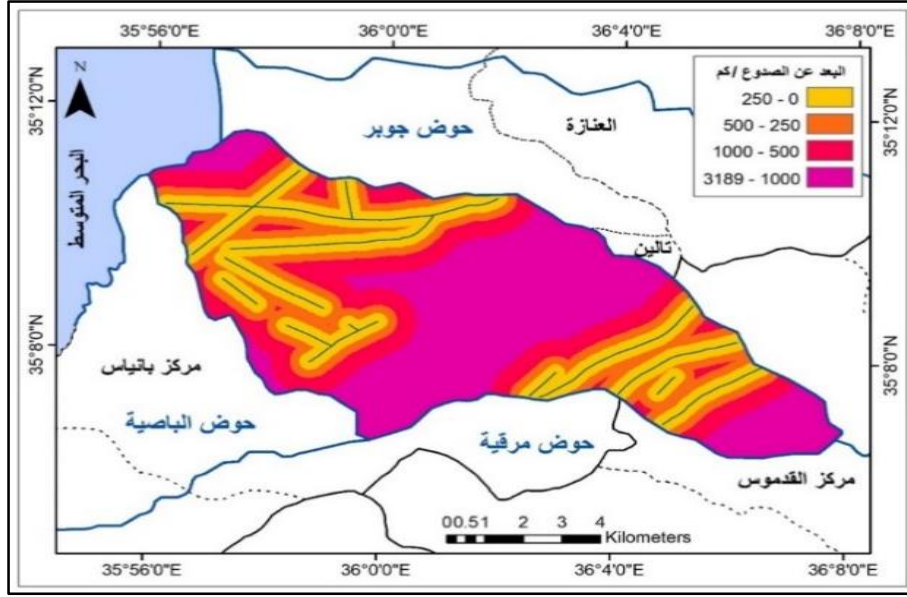 35°56'0"E 36°0'0"E 36°4'0"E 36°8'0"E
35°12'0"N
35°8'0"N
N
البحر المتوسط
حوض جوبر
العنازة
تالين
البعد عن الصدوع /كم
250 - 0
500 - 250
1000 - 500
3189 - 1000
35°12'0"N
35°8'0"N
مركز بانياس
حوض الباصية
حوض مرقية
مركز القدموس
00.51 2 3 4
Kilometers
35°56'0"E 36°0'0"E 36°4'0"E 36°8'0"E